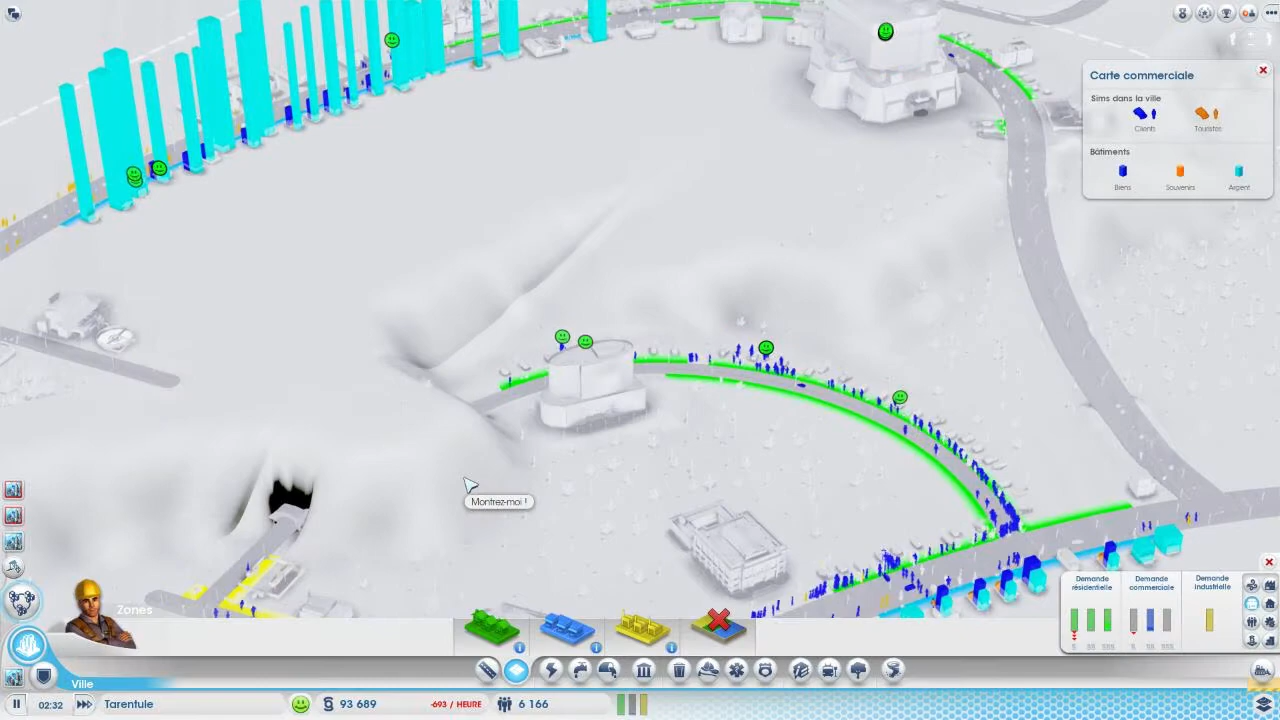 Carte commerciale
Sims dans la ville
Clients
Touristes
Bâtiments
Biens
Souvenirs
Argent
Montrez-moi !
Zones
Demande résidentielle
Demande commerciale
Demande industrielle
§ §§ §§§
§ §§ §§§
Ville
02:32
Tarentule
93 689
-693 / HEURE
6 166